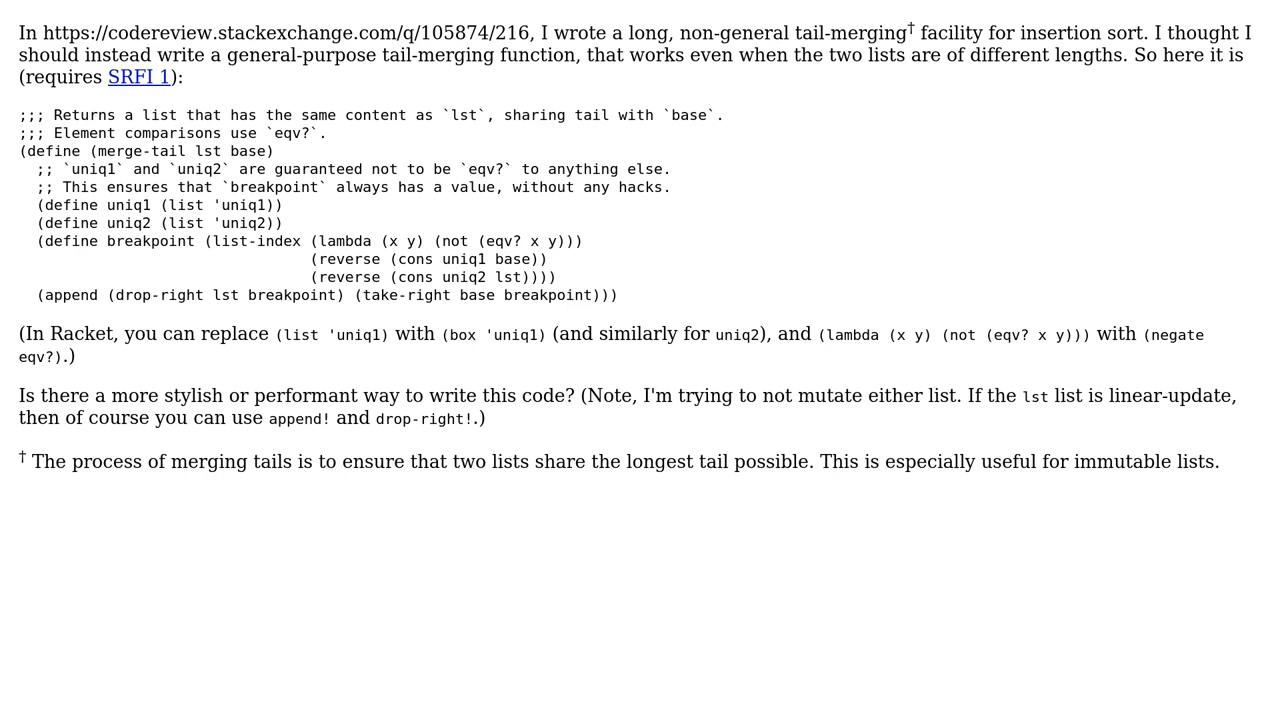 In https://codereview.stackexchange.com/q/105874/216, I wrote a long, non-general tail-merging† facility for insertion sort. I thought I
should instead write a general-purpose tail-merging function, that works even when the two lists are of different lengths. So here it is
(requires SRFI 1):
;;; Returns a list that has the same content as `lst`, sharing tail with `base`.
;;; Element comparisons use `eqv?`.
(define (merge-tail lst base)
  ;; `uniq1` and `uniq2` are guaranteed not to be `eqv?` to anything else.
  ;; This ensures that `breakpoint` always has a value, without any hacks.
  (define uniq1 (list 'uniq1))
  (define uniq2 (list 'uniq2))
  (define breakpoint (list-index (lambda (x y) (not (eqv? x y)))
                                 (reverse (cons uniq1 base))
                                 (reverse (cons uniq2 lst))))
  (append (drop-right lst breakpoint) (take-right base breakpoint)))
(In Racket, you can replace (list 'uniq1) with (box 'uniq1) (and similarly for uniq2), and (lambda (x y) (not (eqv? x y))) with (negate
eqv?).)
Is there a more stylish or performant way to write this code? (Note, I'm trying to not mutate either list. If the lst list is linear-update,
then of course you can use append! and drop-right!.)
† The process of merging tails is to ensure that two lists share the longest tail possible. This is especially useful for immutable lists.